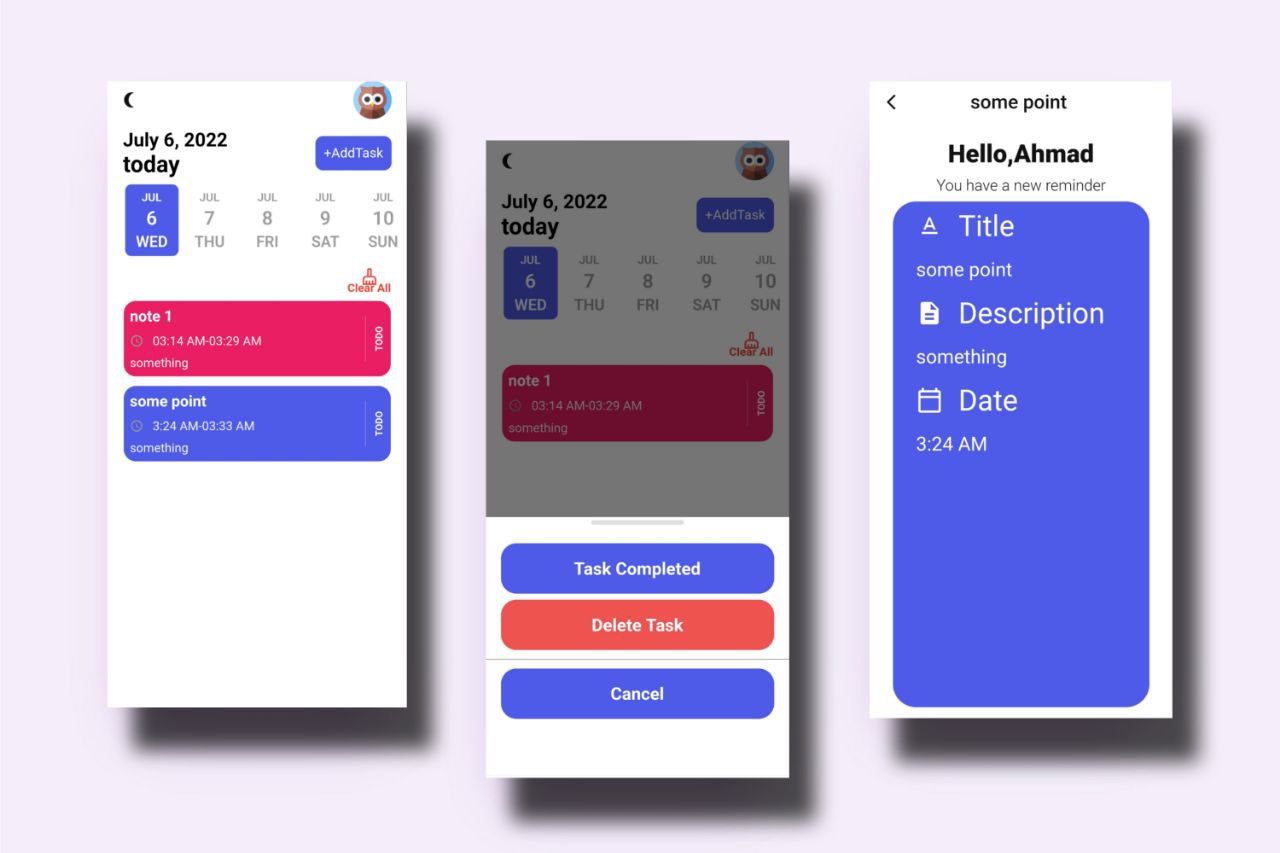 July 6, 2022
today
+AddTask
JUL JUL JUL JUL JUL
6 7 8 9 10
WED THU FRI SAT SUN
Clear All
note 1
03:14 AM-03:29 AM
something
TODO
some point
3:24 AM-03:33 AM
something
TODO
July 6, 2022
today
+AddTask
JUL JUL JUL JUL JUL
6 7 8 9 10
WED THU FRI SAT SUN
Clear All
note 1
03:14 AM-03:29 AM
something
TODO
Task Completed
Delete Task
Cancel
some point
Hello,Ahmad
You have a new reminder
A Title
some point
Description
something
Date
3:24 AM